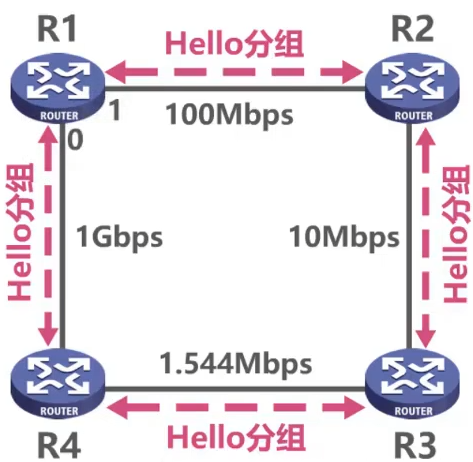 R1
R2
Hello分组
ROUTER
1
100Mbps
ROUTER
0
Hello分组
1Gbps
10Mbps
Hello分组
1.544Mbps
ROUTER
ROUTER
Hello分组
R4
R3